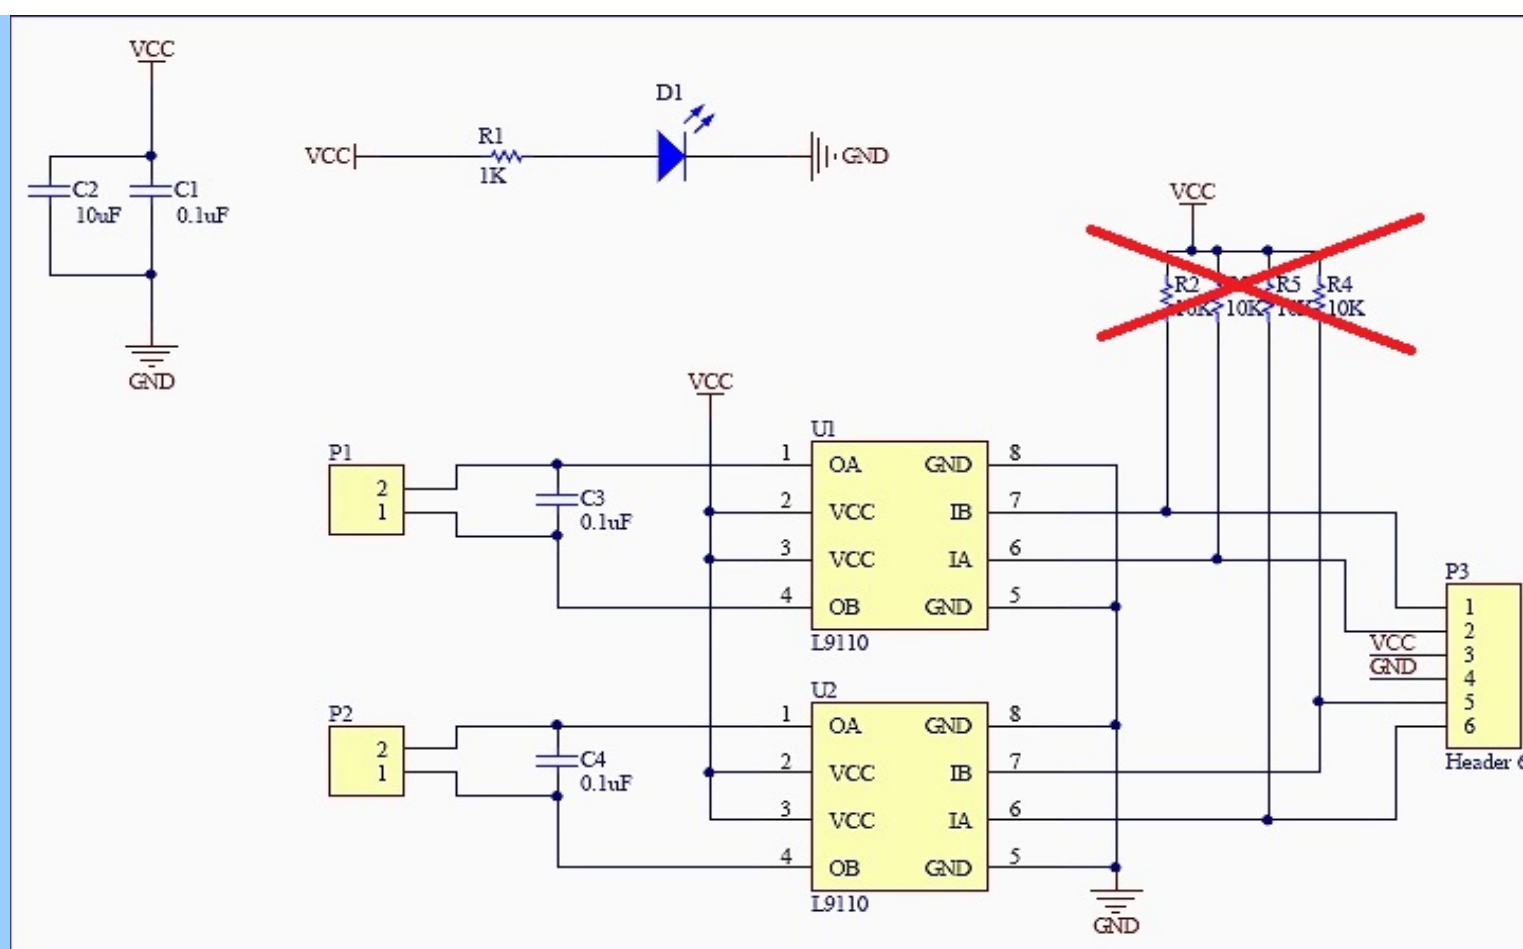 VCC
C2
10uF
C1
0.1uF
GND
VCC
R1
1K
D1
GND
VCC
R2
10K
R5
R4
10K
VCC
P1
2
1
C3
0.1uF
U1
1
2
3
4
OA
VCC
VCC
OB
GND
IB
IA
GND
8
7
6
5
L9110
P2
2
1
C4
0.1uF
U2
1
2
3
4
OA
VCC
VCC
OB
GND
IB
IA
GND
8
7
6
5
L9110
GND
P3
VCC
GND
1
2
3
4
5
6
Header